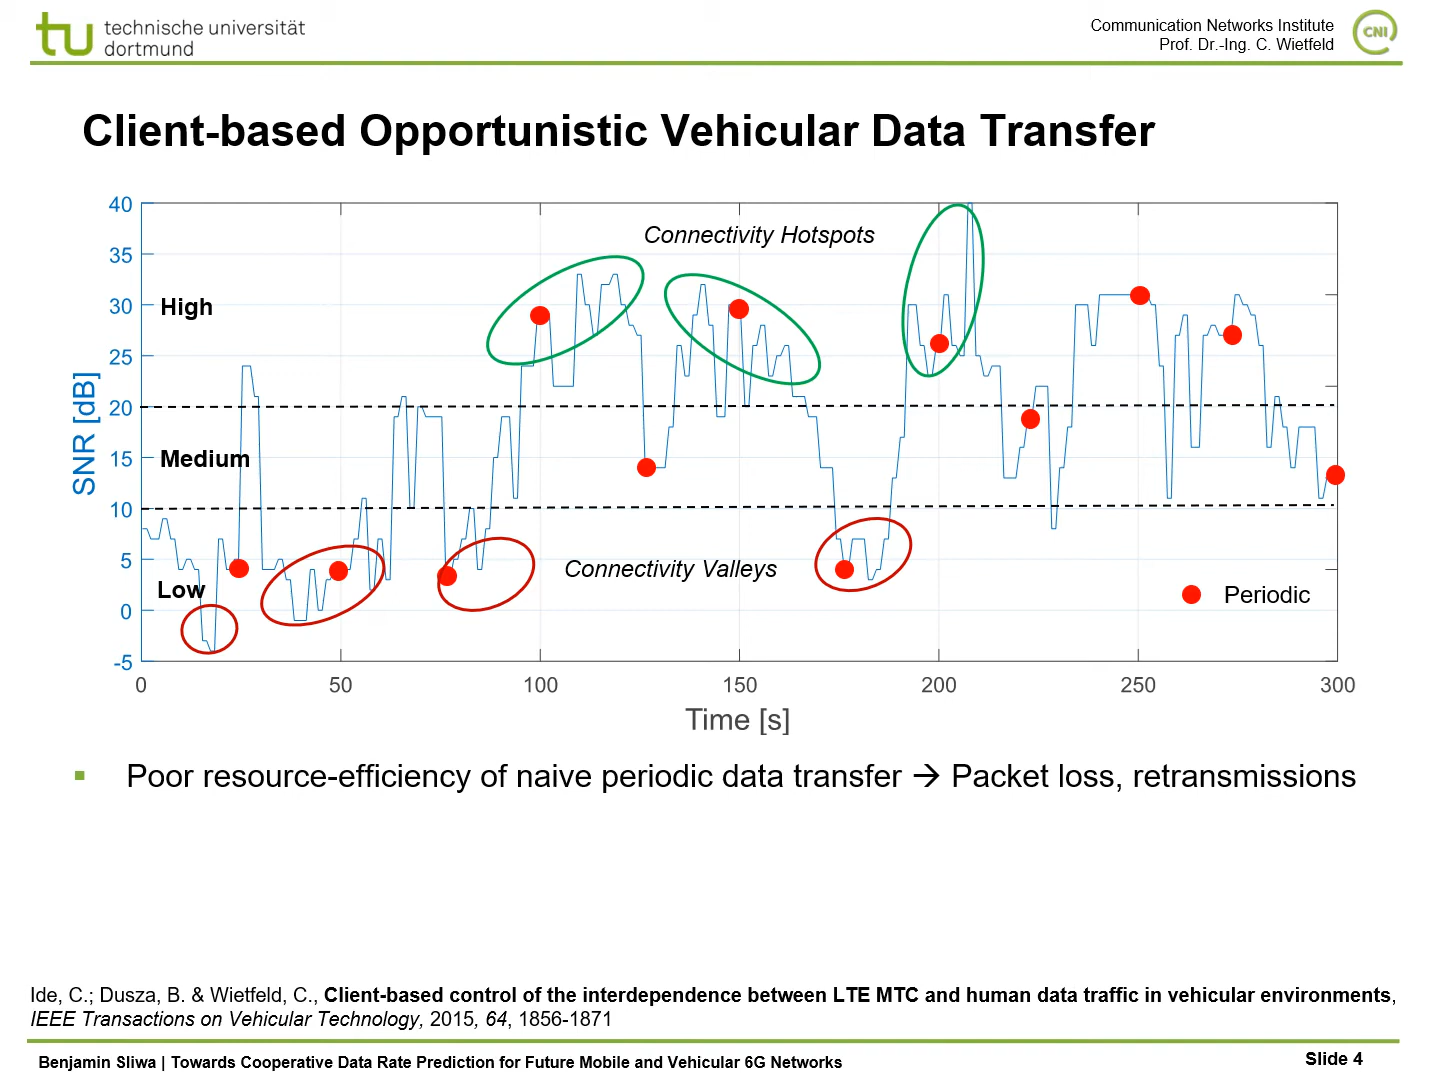 technische universität
dortmund
Communication Networks Institute
Prof. Dr.-Ing. C. Wietfeld
CNI
Client-based Opportunistic Vehicular Data Transfer
40
35
30
25
20
15
10
5
0
-5
SNR [dB]
High
Medium
Low
Connectivity Hotspots
Connectivity Valleys
Periodic
0
50
100
150
200
250
300
Time [s]
▪ Poor resource-efficiency of naive periodic data transfer → Packet loss, retransmissions
Ide, C.; Dusza, B. & Wietfeld, C., Client-based control of the interdependence between LTE MTC and human data traffic in vehicular environments,
IEEE Transactions on Vehicular Technology, 2015, 64, 1856-1871
Benjamin Sliwa | Towards Cooperative Data Rate Prediction for Future Mobile and Vehicular 6G Networks
Slide 4